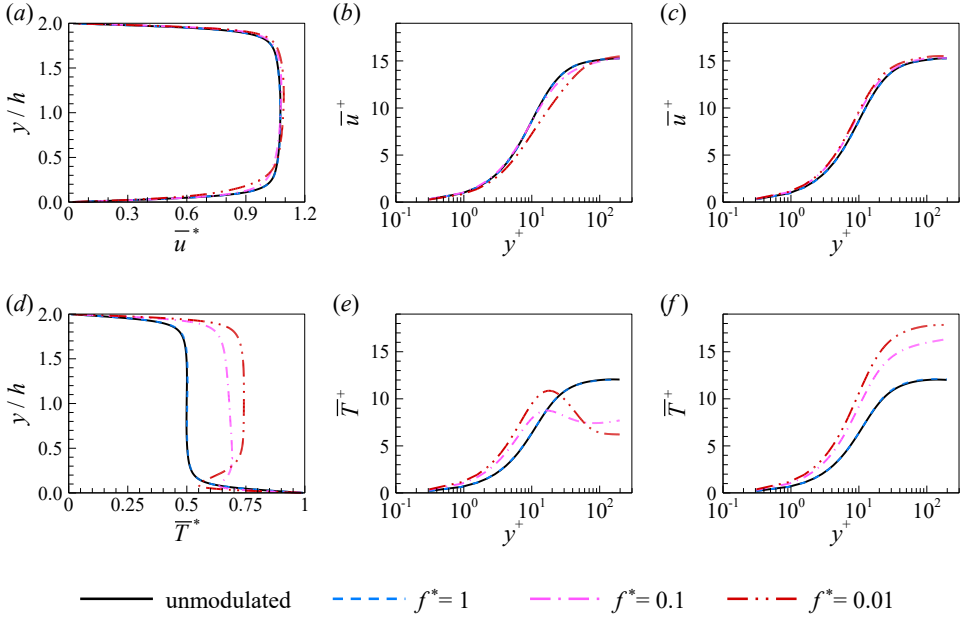 (a) (b) (c)
2.0 1.5 1.0 0.5 0.0
y / h
0.3 0.6 0.9 1.2
u̅ *
15 10 5 0
u̅ +
10-1 100 101 102
y+
15 10 5 0
u̅ +
10-1 100 101 102
y+
(d) (e) (f)
2.0 1.5 1.0 0.5 0.0
y / h
0 0.25 0.5 0.75 1
T̅ *
15 10 5 0
T̅ +
10-1 100 101 102
y+
15 10 5 0
T̅ +
10-1 100 101 102
y+
unmodulated f*= 1 f*= 0.1 f*= 0.01